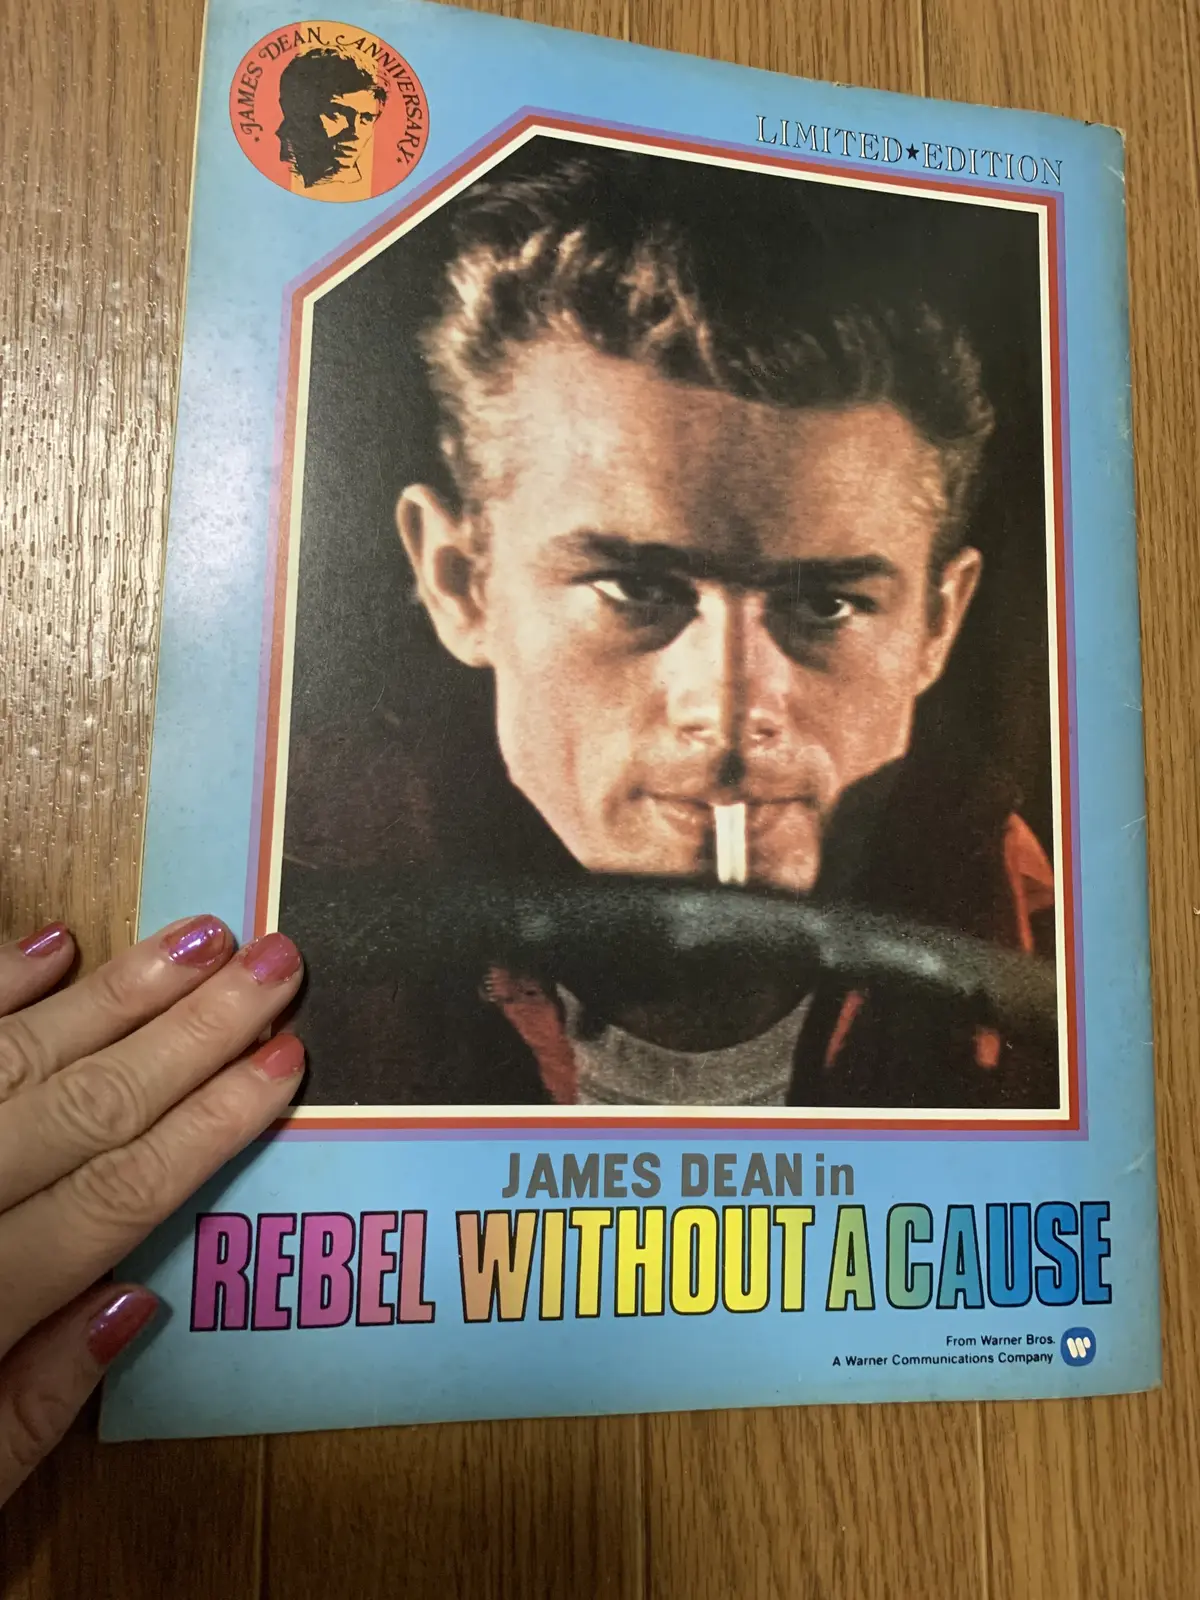 ·JAMES DEAN ANNIVERSARY·
LIMITED★EDITION
JAMES DEAN in
REBEL WITHOUT A CAUSE
From Warner Bros.
A Warner Communications Company